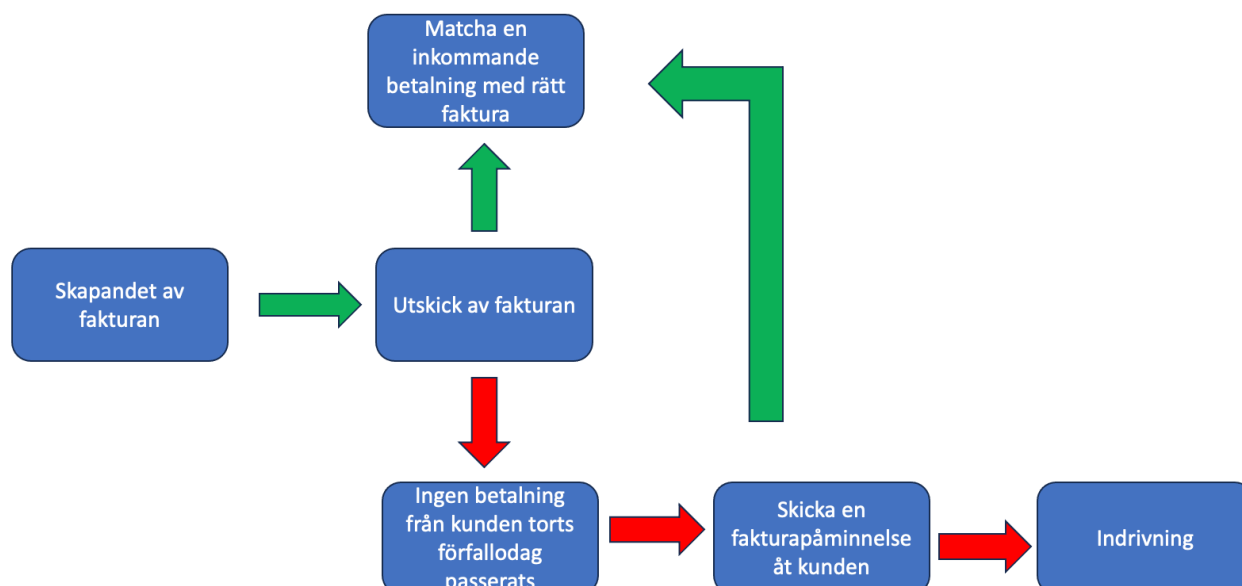 Matcha en
inkommande
betalning med rätt
faktura
Skapandet av
fakturan
Utskick av fakturan
Ingen betalning
från kunden torts
förfallodag
passerats
Skicka en
fakturapåminnelse
åt kunden
Indrivning